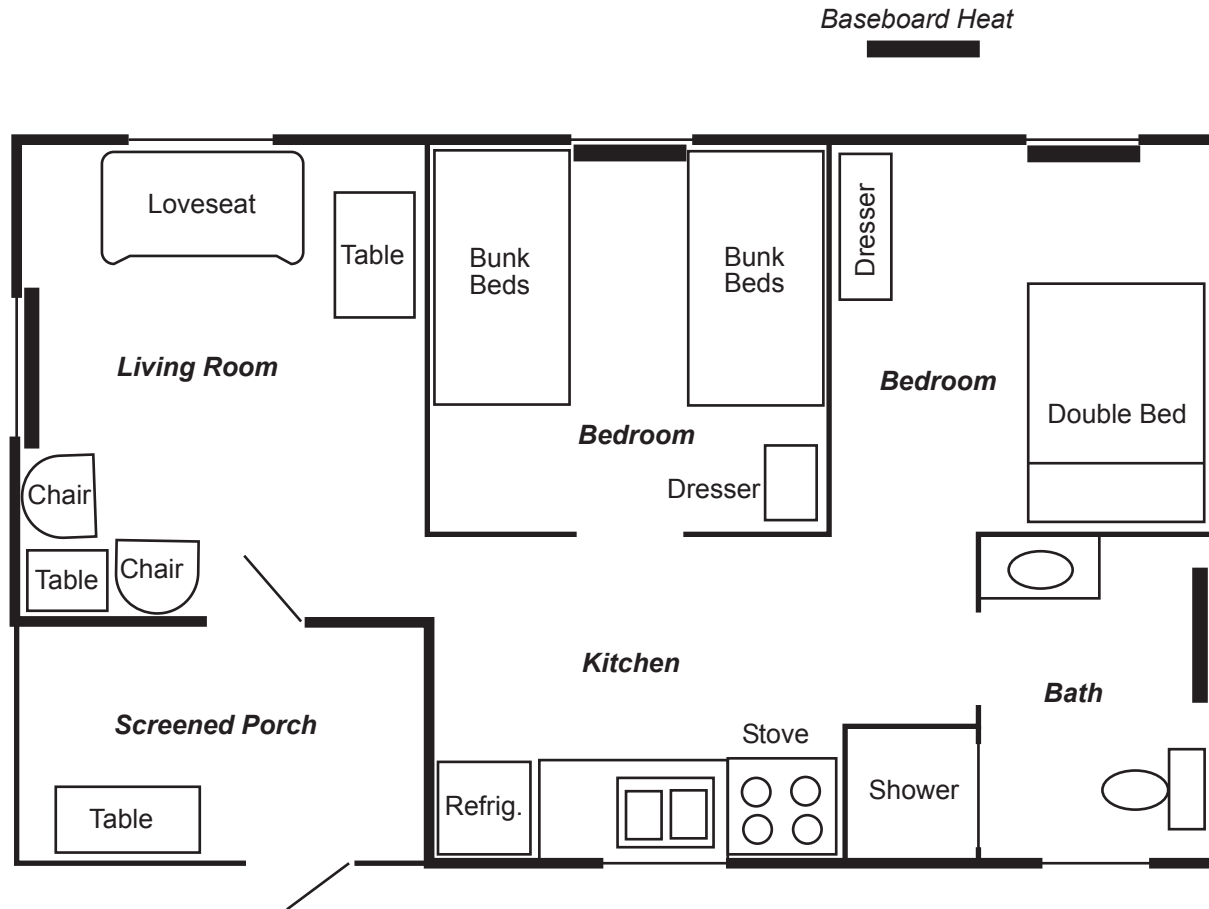 Baseboard Heat
Loveseat
Table
Bunk
Beds
Bunk
Beds
Dresser
Living Room
Bedroom
Double Bed
Bedroom
Dresser
Chair
Table
Chair
Kitchen
Bath
Screened Porch
Stove
Refrig.
Shower
Table